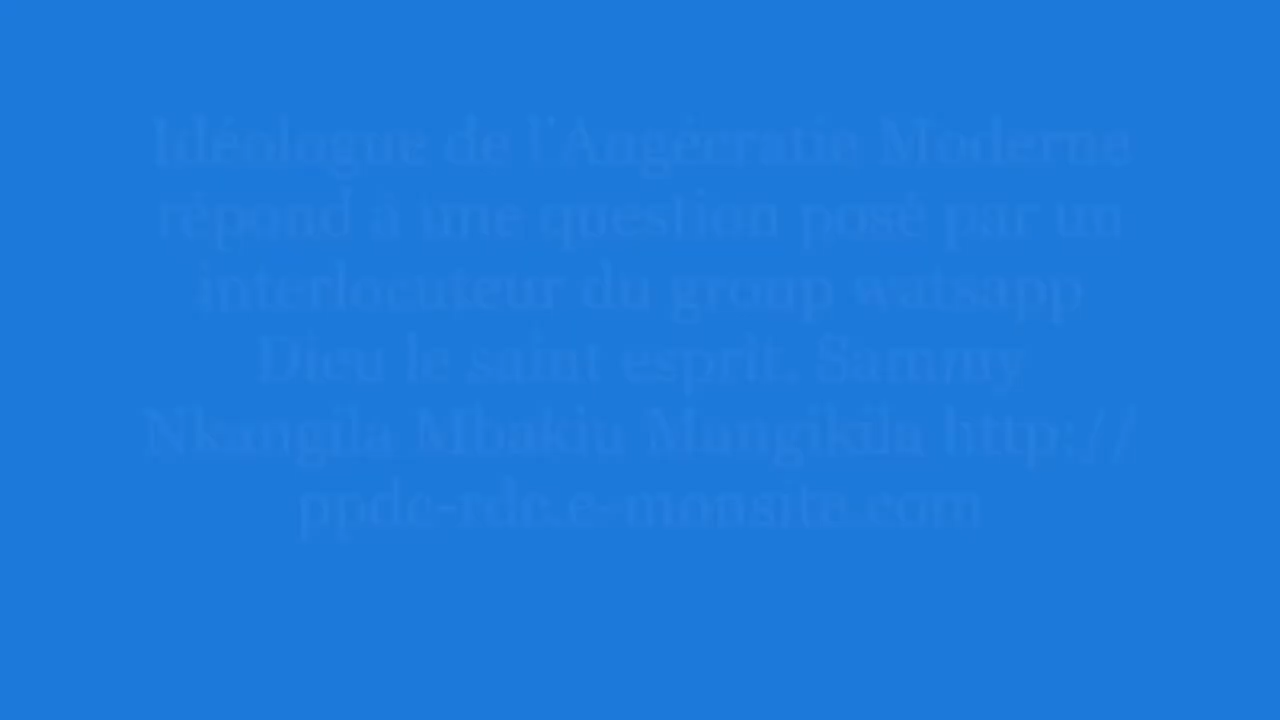 Idéologue de l'Angécratie Moderne
répond à une question posé par un
interlocuteur du group watsapp
Dieu le saint esprit. Sammy
Nkangila Mbakiu Mangikila http://
ppdc-rdc.e-monsite.com